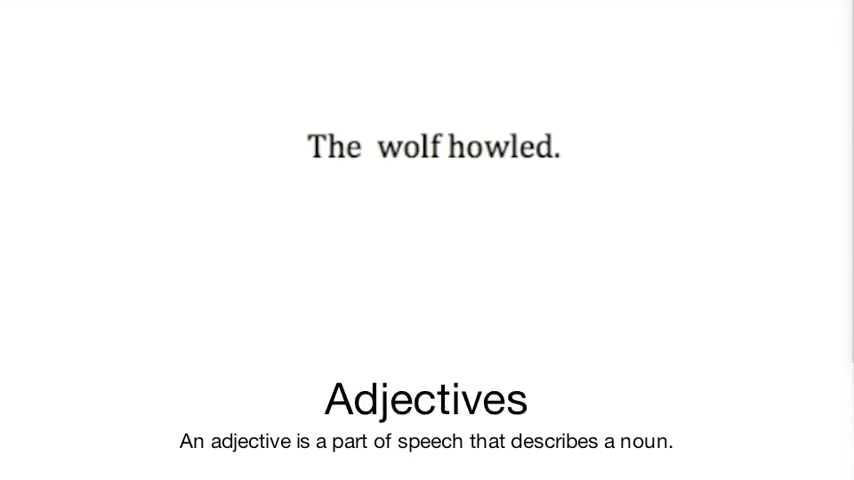 The wolf howled.
Adjectives
An adjective is a part of speech that describes a noun.